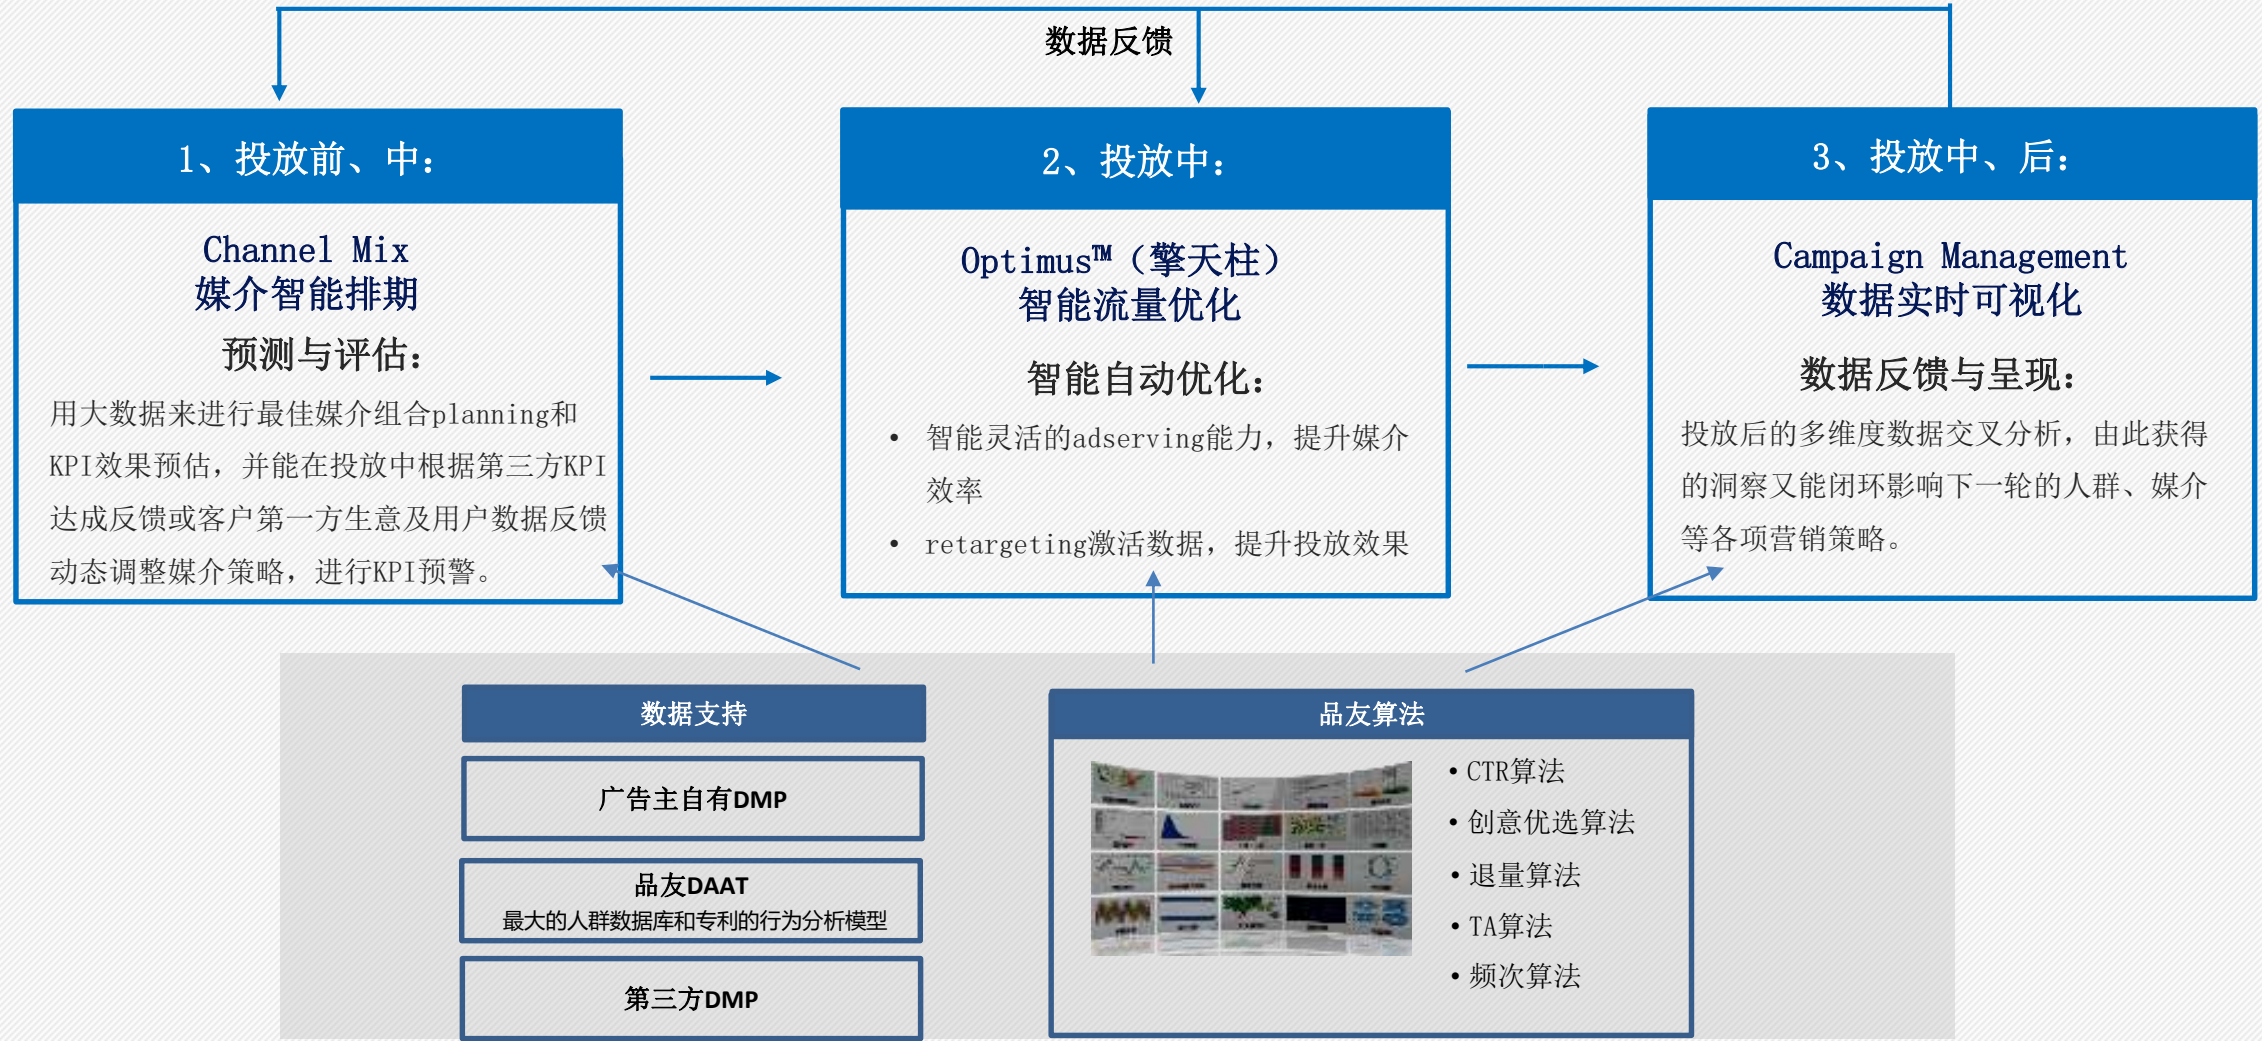 数据反馈
1、投放前、中：
Channel Mix
媒介智能排期
预测与评估：
用大数据来进行最佳媒介组合planning和
KPI效果预估，并能在投放中根据第三方KPI
达成反馈或客户第一方生意及用户数据反馈
动态调整媒介策略，进行KPI预警。
2、投放中：
Optimus™（擎天柱）
智能流量优化
智能自动优化：
• 智能灵活的adserving能力，提升媒介
效率
• retargeting激活数据，提升投放效果
3、投放中、后：
Campaign Management
数据实时可视化
数据反馈与呈现：
投放后的多维度数据交叉分析，由此获得
的洞察又能闭环影响下一轮的人群、媒介
等各项营销策略。
数据支持
广告主自有DMP
品友DAAT
最大的人群数据库和专利的行为分析模型
第三方DMP
品友算法
• CTR算法
• 创意优选算法
• 退量算法
• TA算法
• 频次算法